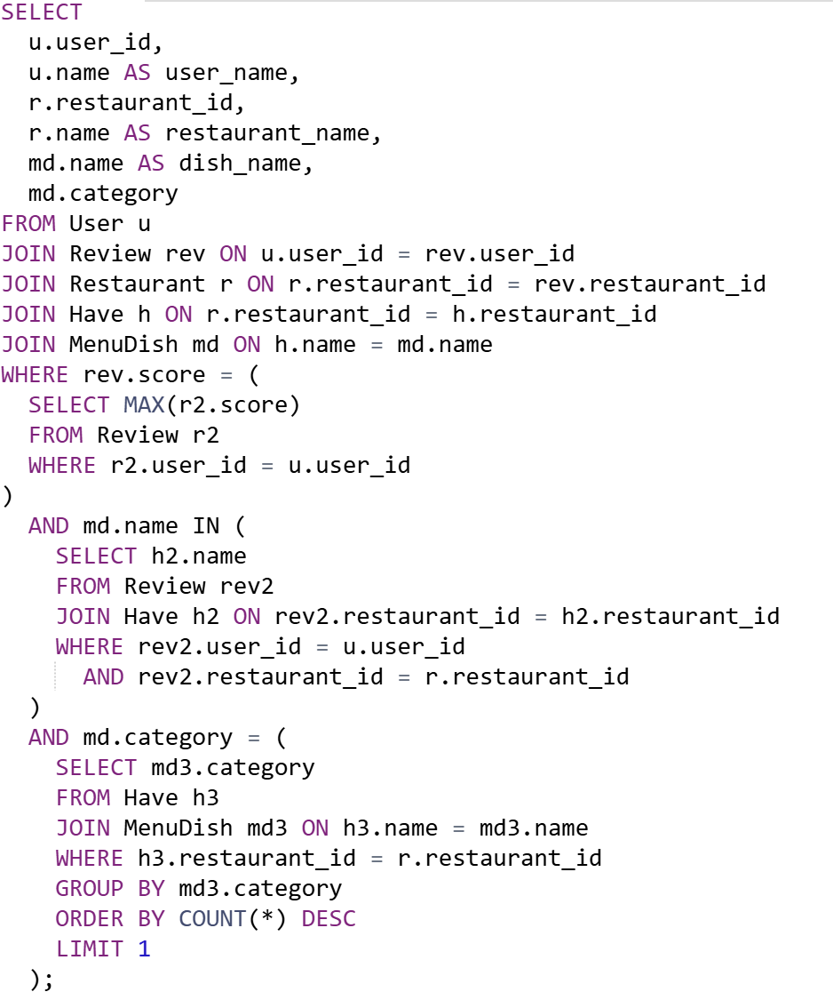 SELECT
  u.user_id,
  u.name AS user_name,
  r.restaurant_id,
  r.name AS restaurant_name,
  md.name AS dish_name,
  md.category
FROM User u
JOIN Review rev ON u.user_id = rev.user_id
JOIN Restaurant r ON r.restaurant_id = rev.restaurant_id
JOIN Have h ON r.restaurant_id = h.restaurant_id
JOIN MenuDish md ON h.name = md.name
WHERE rev.score = (
  SELECT MAX(r2.score)
  FROM Review r2
  WHERE r2.user_id = u.user_id
)
  AND md.name IN (
    SELECT h2.name
    FROM Review rev2
    JOIN Have h2 ON rev2.restaurant_id = h2.restaurant_id
    WHERE rev2.user_id = u.user_id
      AND rev2.restaurant_id = r.restaurant_id
  )
  AND md.category = (
    SELECT md3.category
    FROM Have h3
    JOIN MenuDish md3 ON h3.name = md3.name
    WHERE h3.restaurant_id = r.restaurant_id
    GROUP BY md3.category
    ORDER BY COUNT(*) DESC
    LIMIT 1
  );